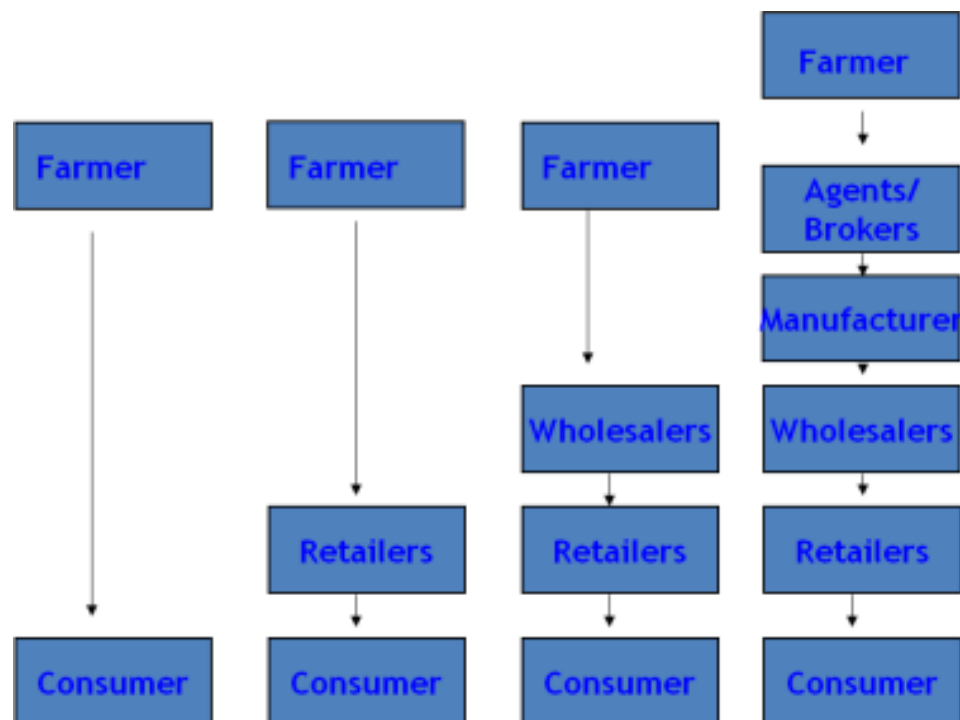 Farmer
Farmer
Farmer
Farmer
Agents/
Brokers
Manufacturer
Wholesalers
Wholesalers
Retailers
Retailers
Retailers
Consumer
Consumer
Consumer
Consumer